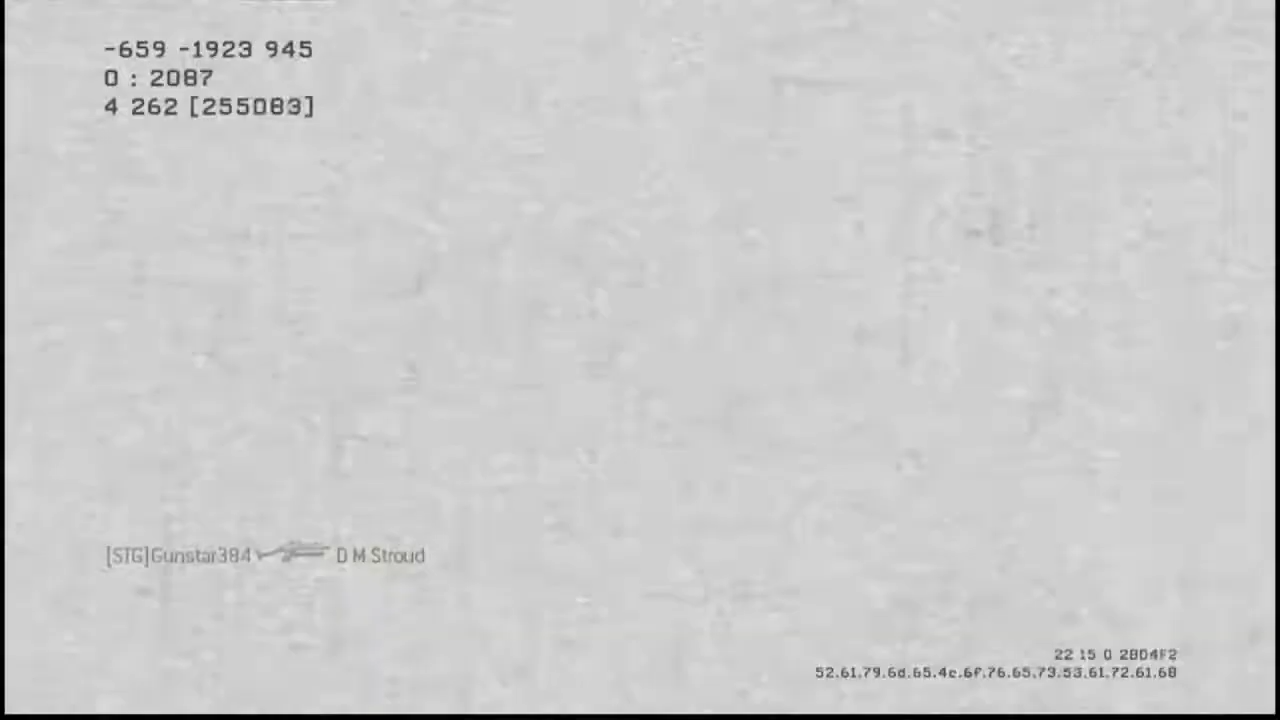 -659 -1923 945
0 : 2087
4 262 [255083]
[STG]Gunstar384 D M Stroud
22 15 0 2BD4F2
52.61.79.6d.65.4c.6f.76.65.73.53.61.72.61.68